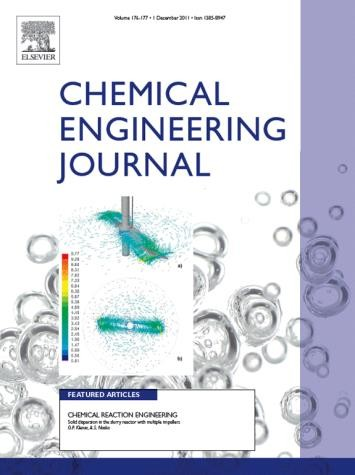 Volume 176-177 • 1 December 2011 • Issn 1385-8947
ELSEVIER
CHEMICAL
ENGINEERING
JOURNAL
a)
b)
FEATURED ARTICLES
CHEMICAL REACTION ENGINEERING
Solid dispersion in the slurry reactor with multiple impellers